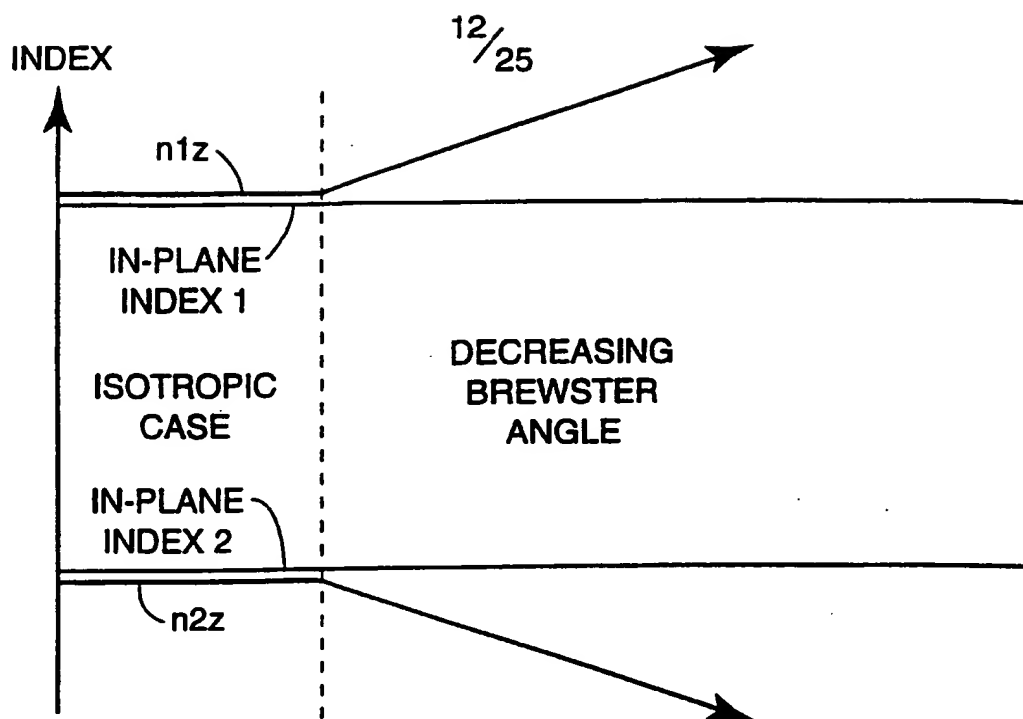 12/25
INDEX
n1z
IN-PLANE
INDEX 1
ISOTROPIC
CASE
DECREASING
BREWSTER
ANGLE
IN-PLANE
INDEX 2
n2z